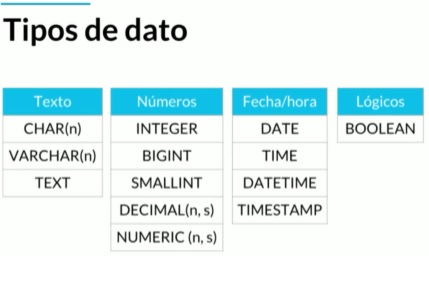 Tipos de dato
Texto Números Fecha/hora Lógicos
CHAR(n) INTEGER DATE BOOLEAN
VARCHAR(n) BIGINT TIME
TEXT SMALLINT DATETIME
DECIMAL(n, s) TIMESTAMP
NUMERIC (n, s)